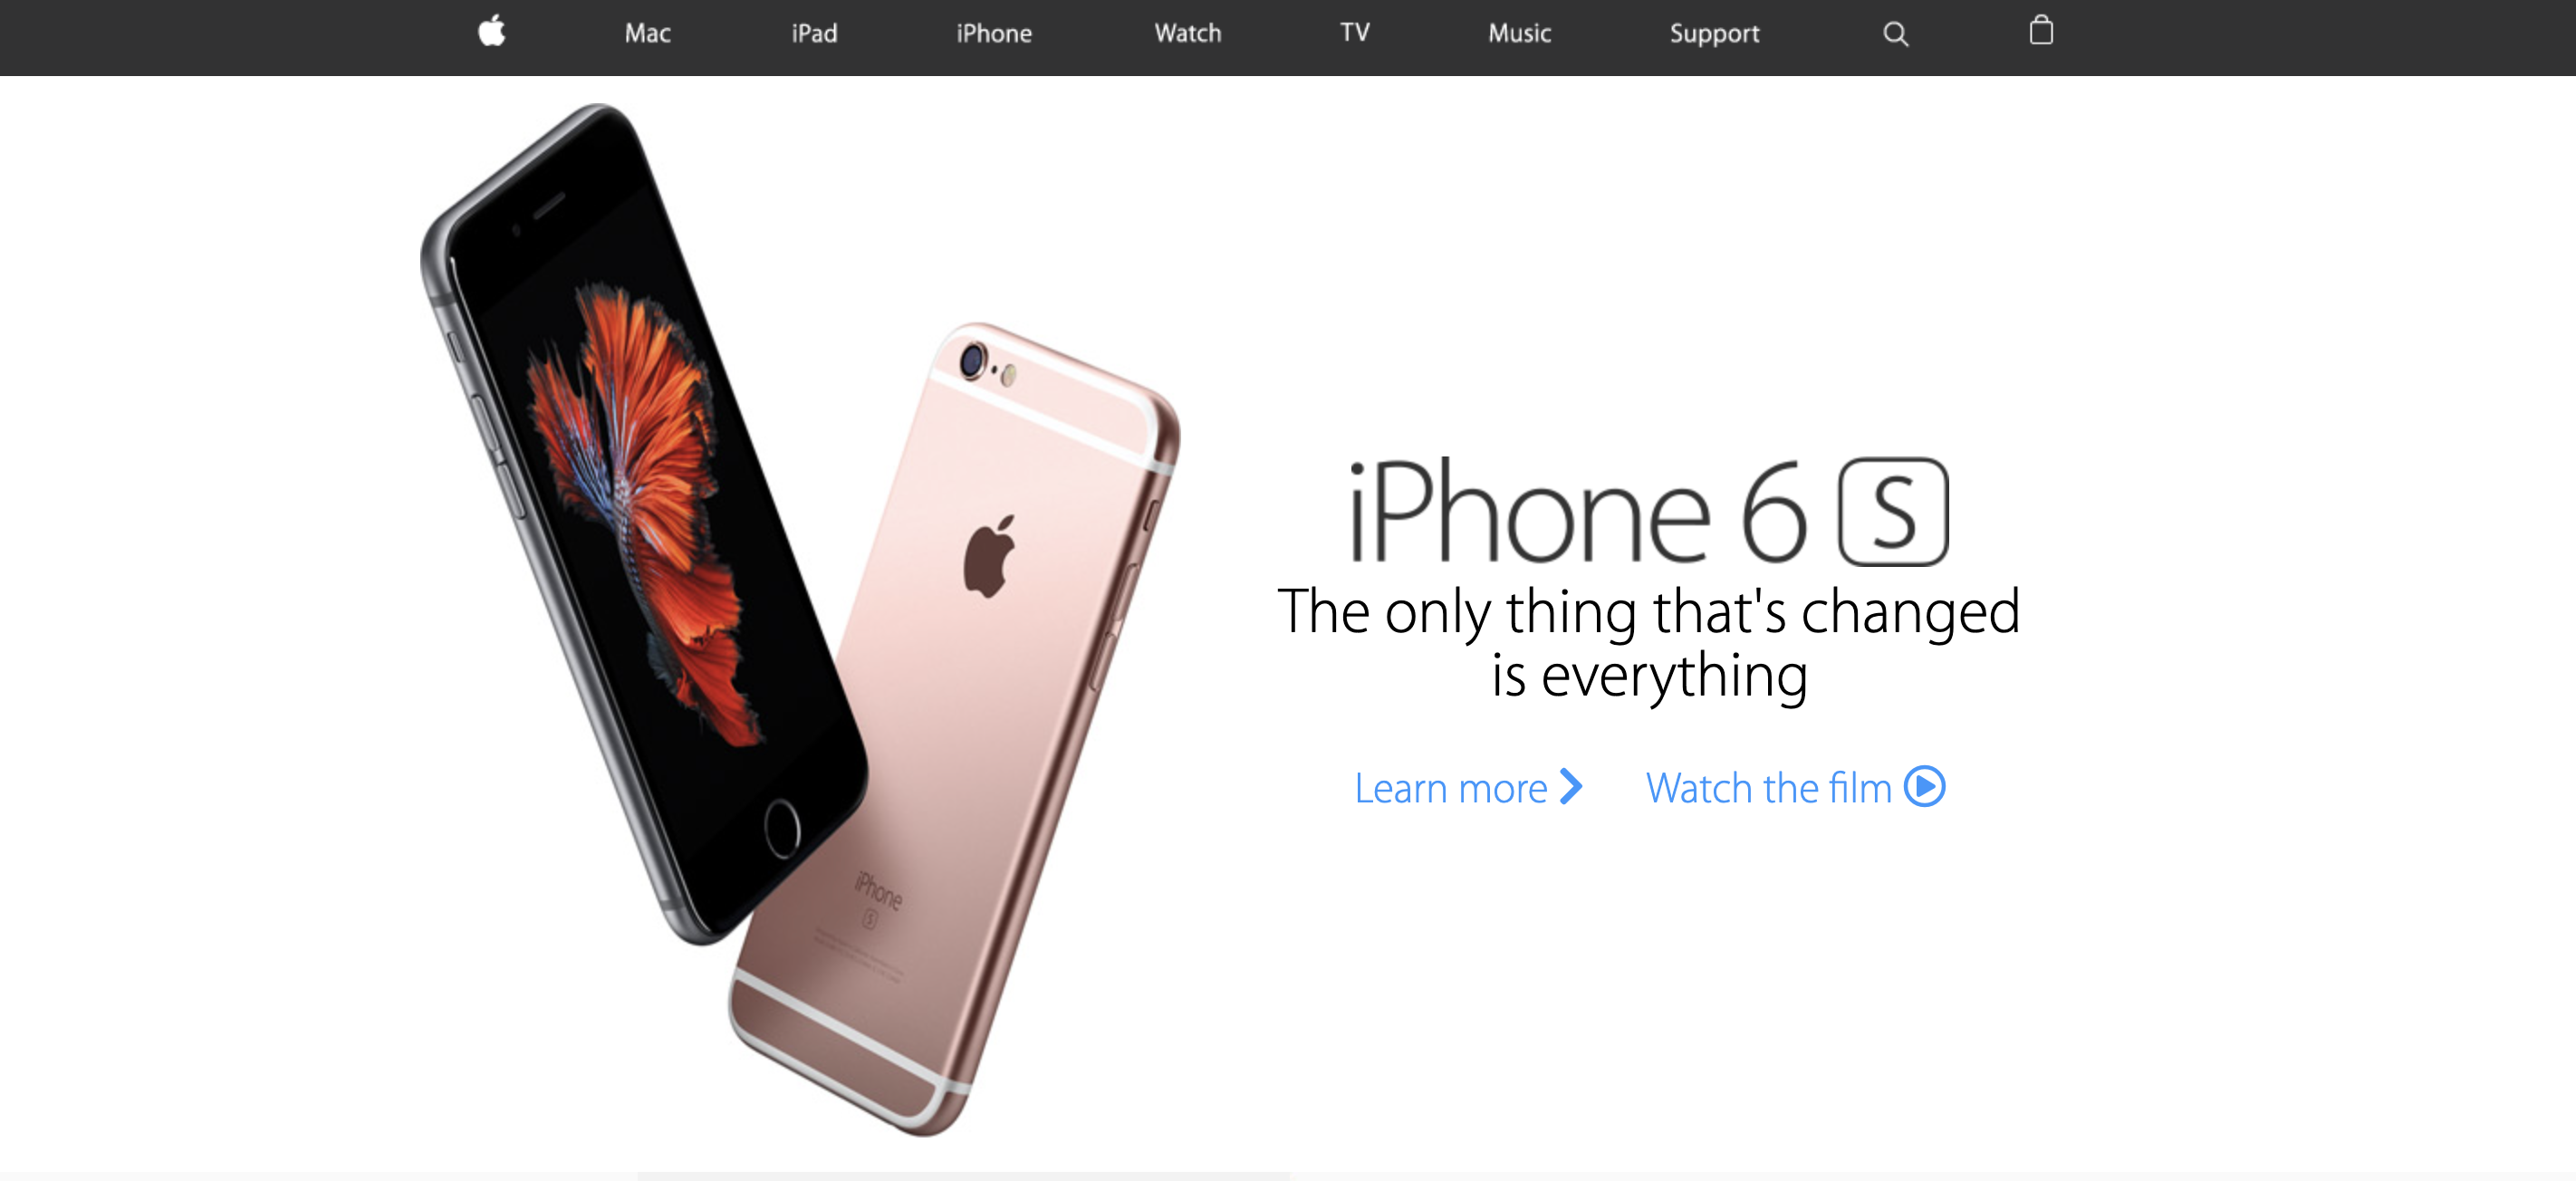 Mac iPad iPhone Watch TV Music Support
iPhone 6 S
The only thing that's changed
is everything
Learn more Watch the film
iPhone
S